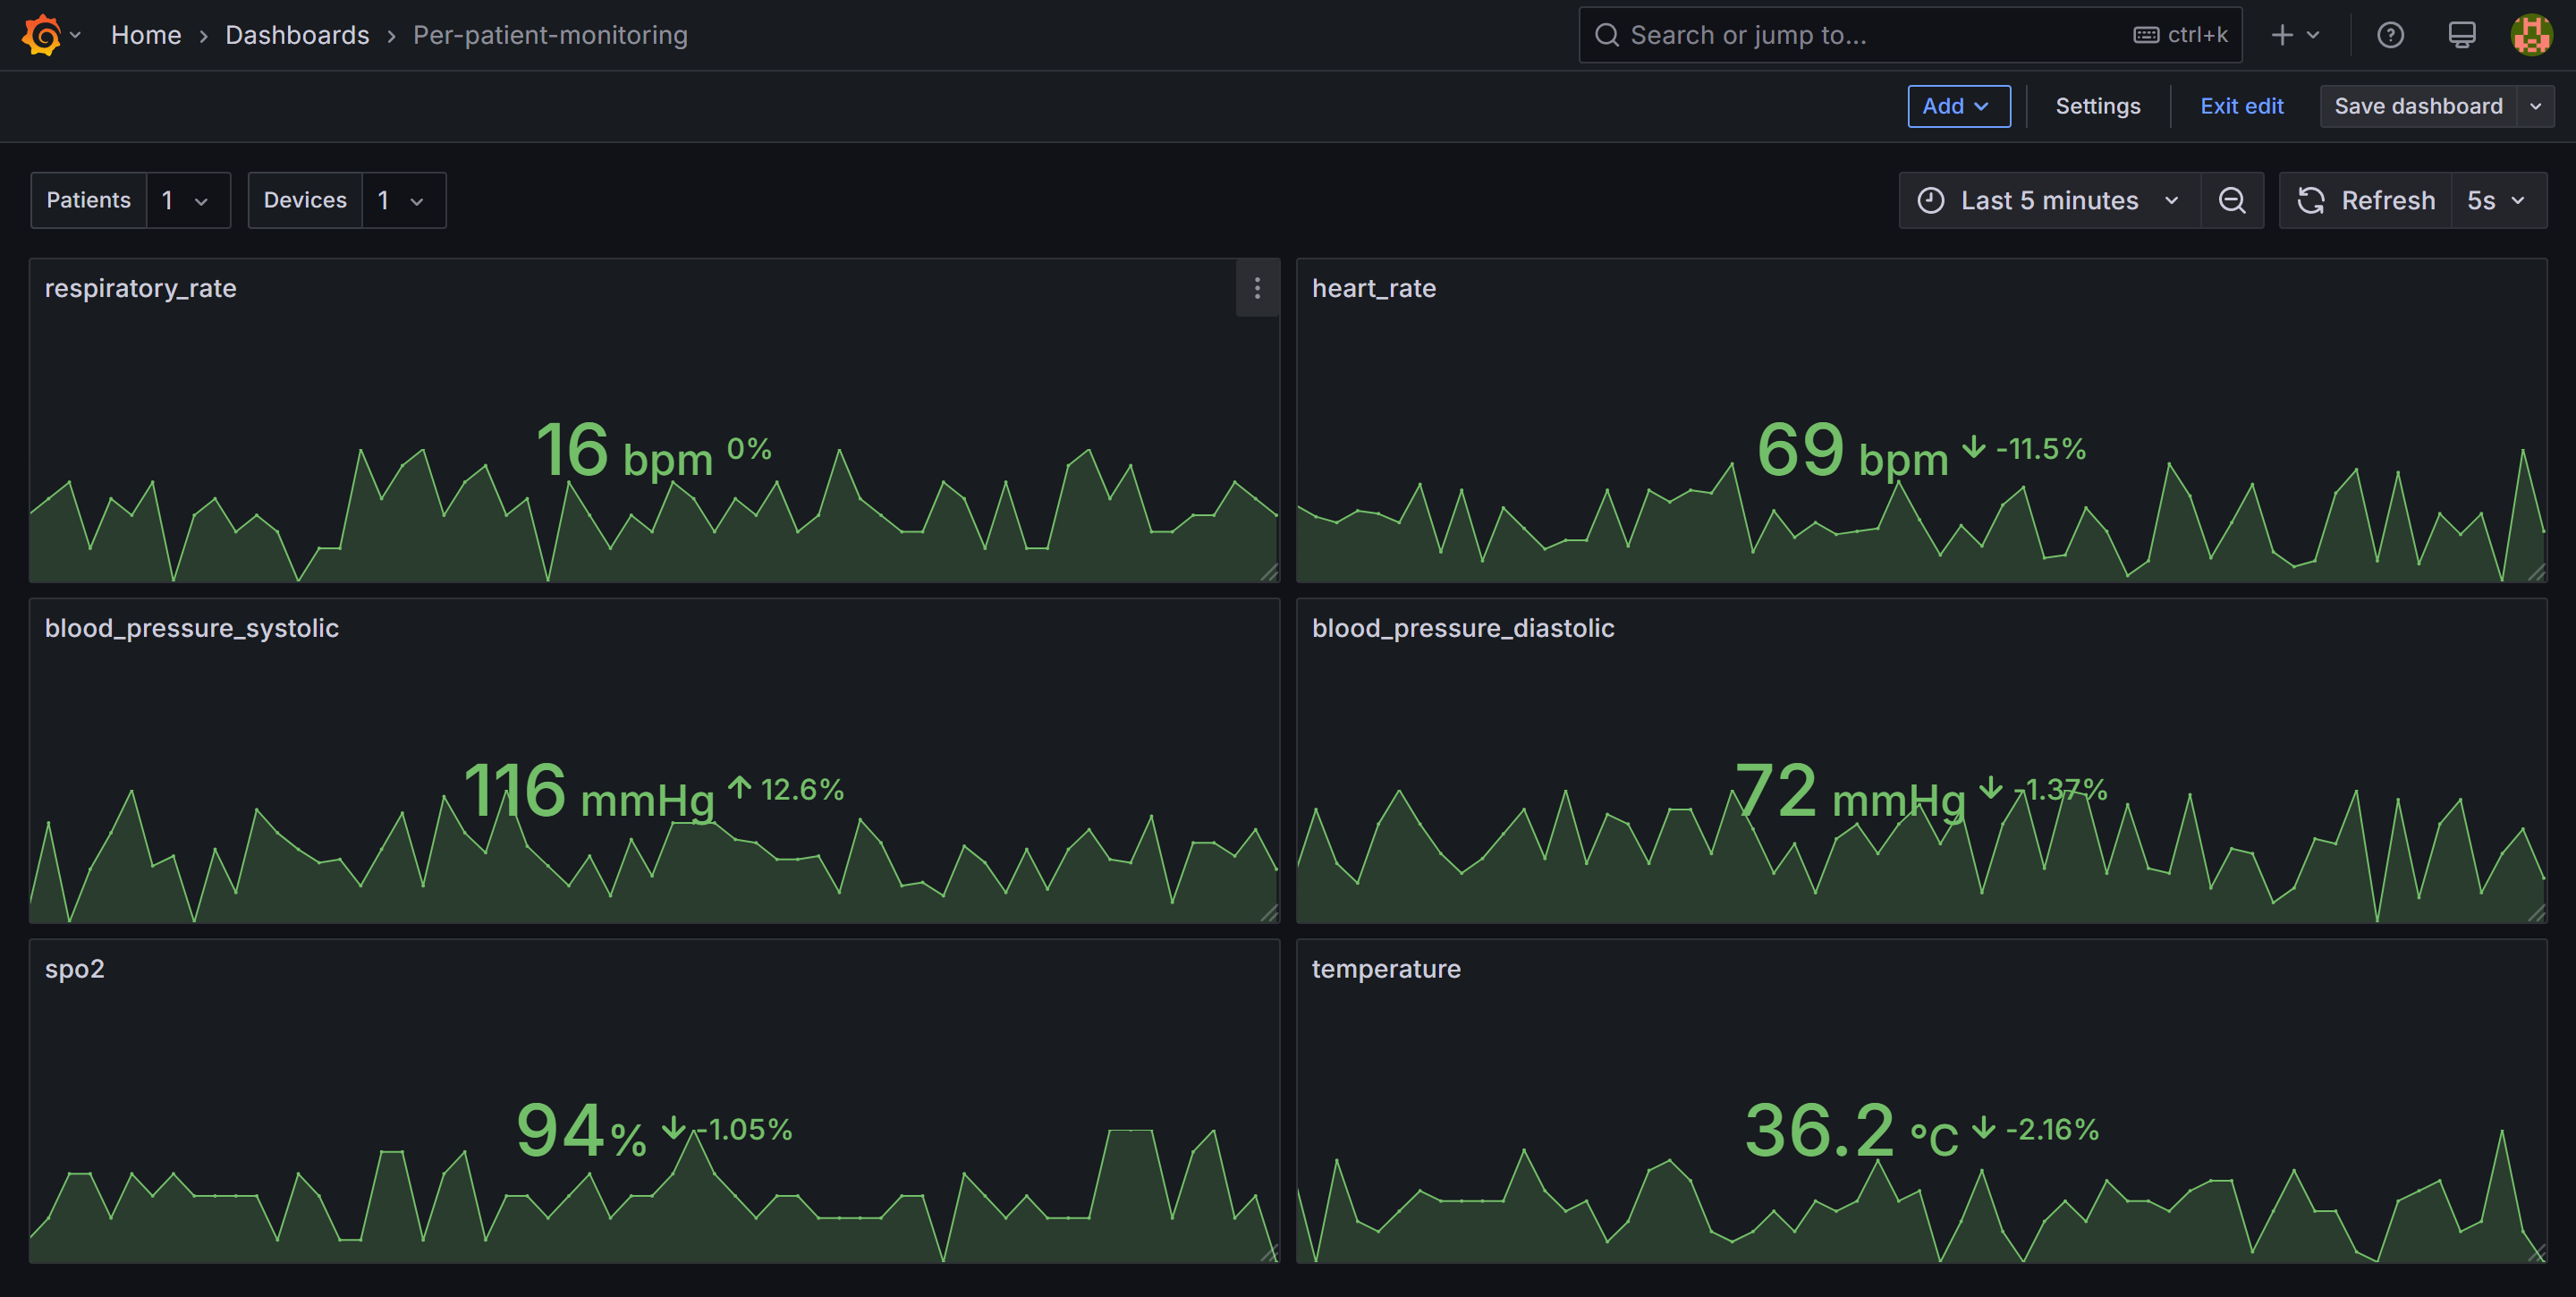 Home › Dashboards › Per-patient-monitoring
Search or jump to...
ctrl+k
Add
Settings
Exit edit
Save dashboard
Patients 1
Devices 1
Last 5 minutes
Refresh 5s
respiratory_rate
16 bpm 0%
heart_rate
69 bpm -11.5%
blood_pressure_systolic
116 mmHg 12.6%
blood_pressure_diastolic
72 mmHg -1.37%
spo2
94% -1.05%
temperature
36.2 °C -2.16%